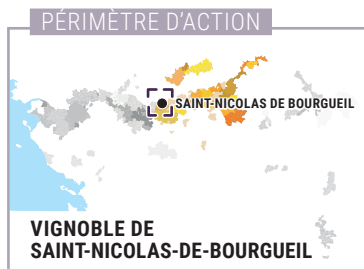 PÉRIMÈTRE D'ACTION
SAINT-NICOLAS DE BOURGUEIL
VIGNOBLE DE
SAINT-NICOLAS-DE-BOURGUEIL